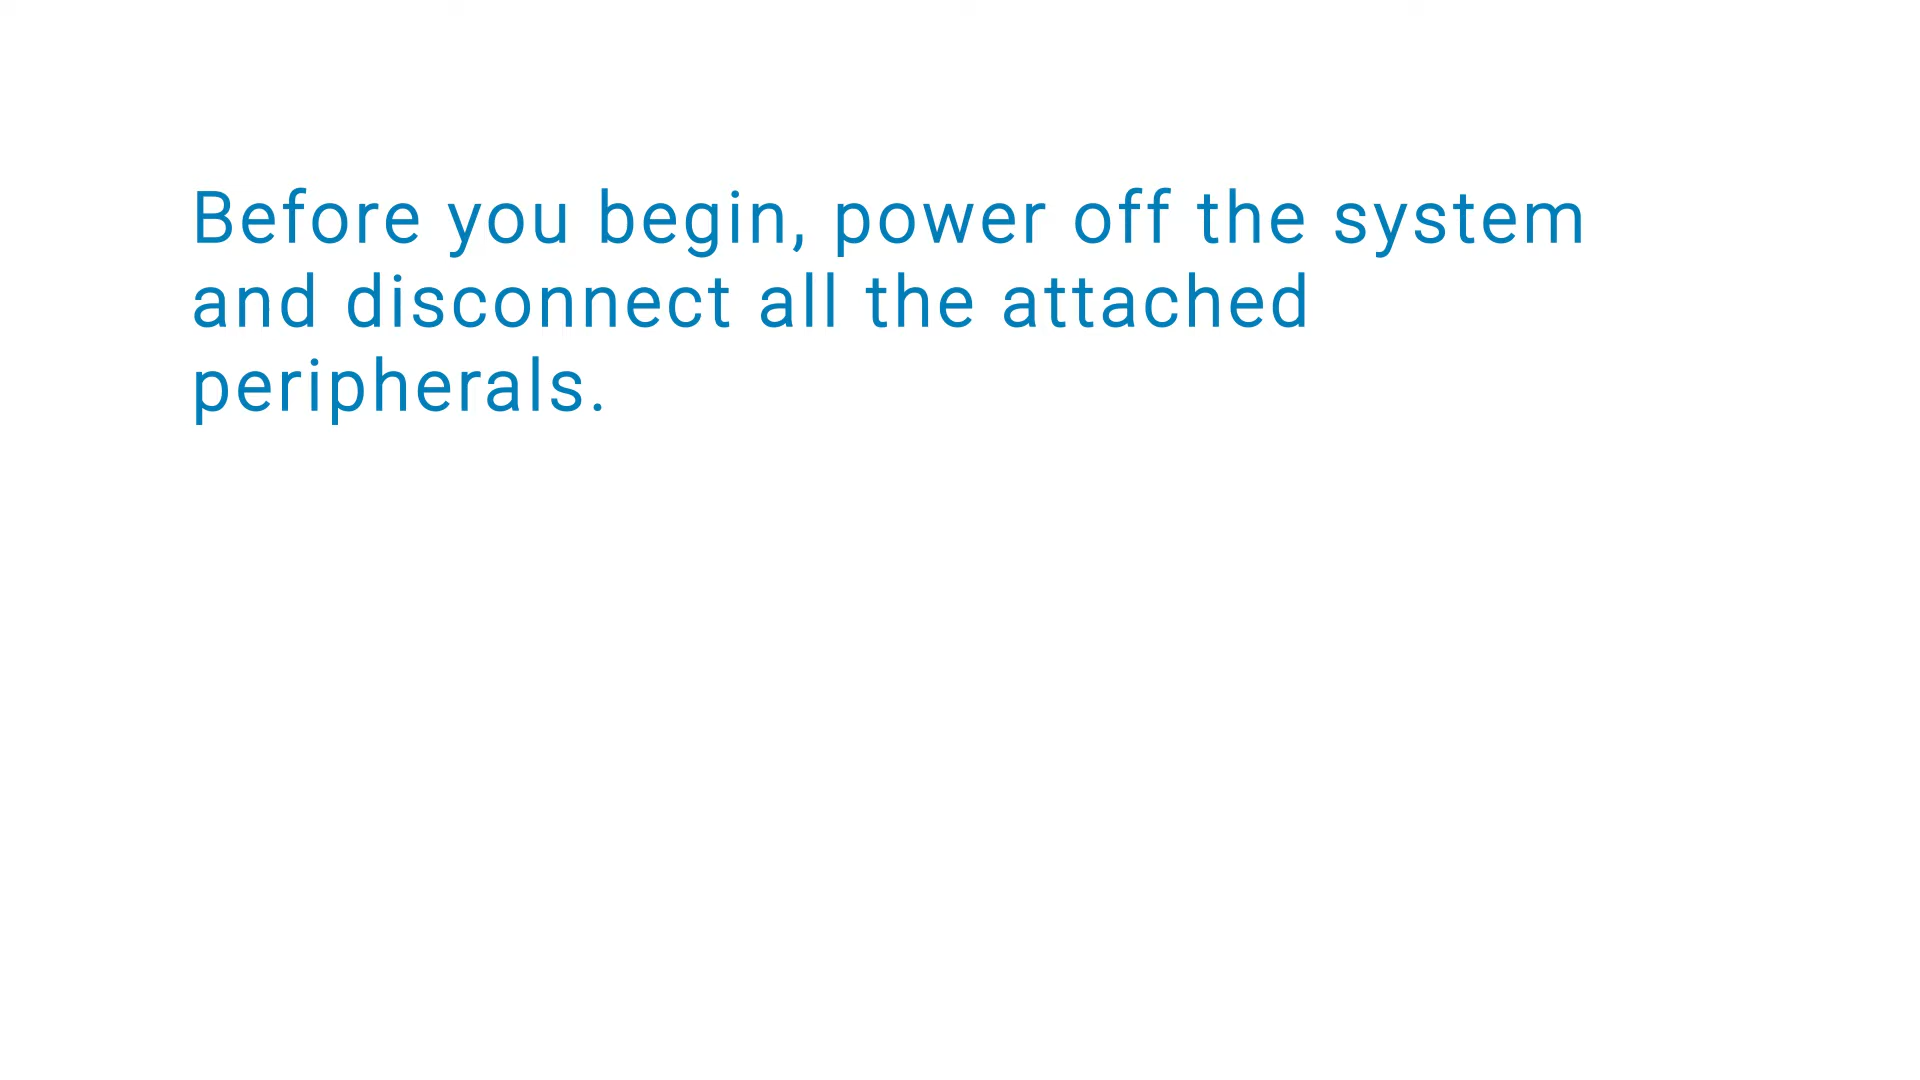 Before you begin, power off the system
and disconnect all the attached
peripherals.